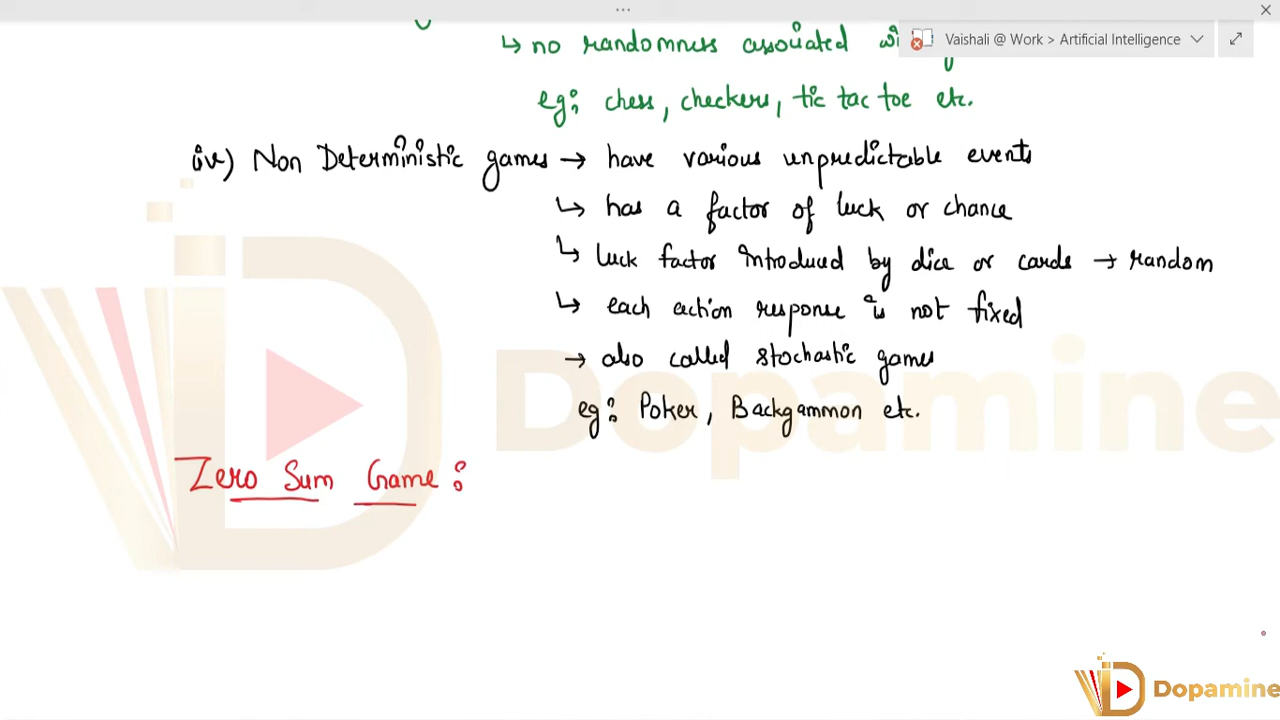 ...
Vaishali @ Work > Artificial Intelligence
↳ no randomness associated
eg: chess, checkers, tic tac toe etc.
iv) Non Deterministic games → have various unpredictable events
↳ has a factor of luck or chance
↳ luck factor introduced by dice or cards → random
↳ each action response is not fixed
→ also called stochastic games
eg: Poker, Backgammon etc.
Dopamine
Zero Sum Game:
Dopamine